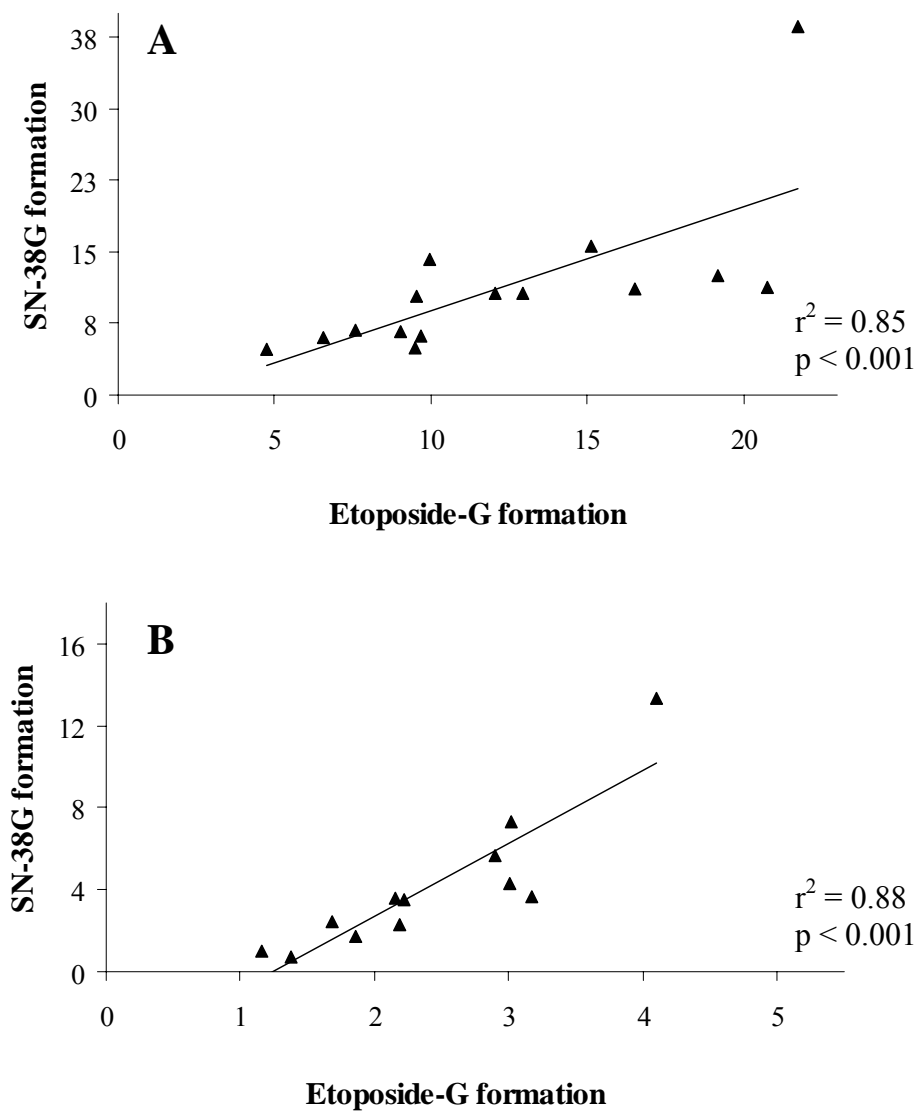 A
SN-38G formation
38
30
23
15
8
0
r² = 0.85
p < 0.001
0 5 10 15 20
Etoposide-G formation
B
SN-38G formation
16
12
8
4
0
r² = 0.88
p < 0.001
0 1 2 3 4 5
Etoposide-G formation